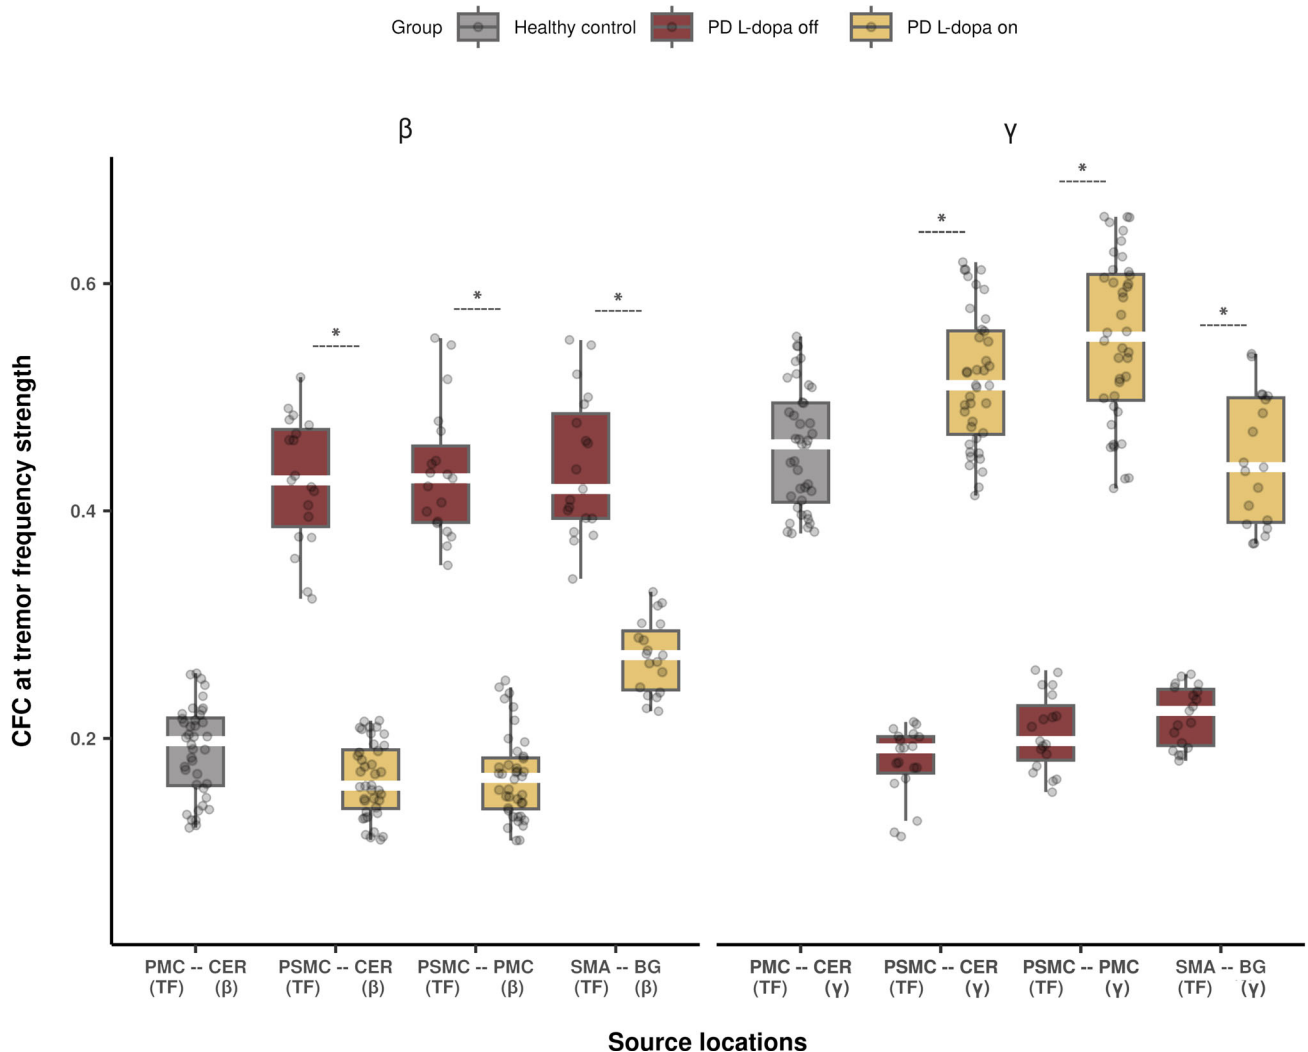 Group Healthy control PD L-dopa off PD L-dopa on
β γ
*
*
*
*
*
*
0.6
0.4
0.2
CFC at tremor frequency strength
PMC -- CER PSMC -- CER PSMC -- PMC SMA -- BG PMC -- CER PSMC -- CER PSMC -- PMC SMA -- BG
(TF) (β) (TF) (β) (TF) (β) (TF) (β) (TF) (γ) (TF) (γ) (TF) (γ) (TF) (γ)
Source locations